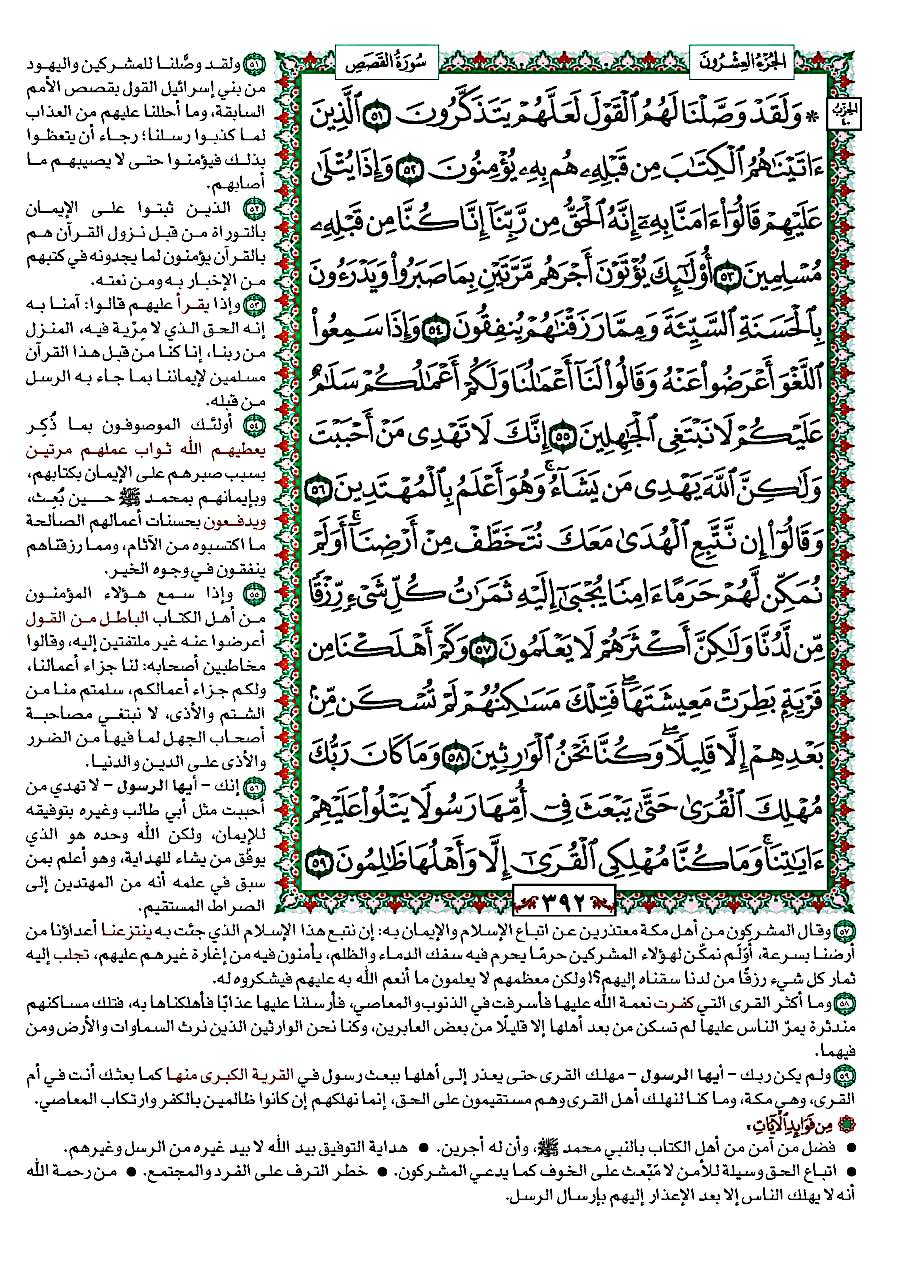 الجُزْءُ العِشْرُونَ
سُورَةُ القَصَصِ
۞ وَلَقَدْ وَصَّلْنَا لَهُمُ ٱلْقَوْلَ لَعَلَّهُمْ يَتَذَكَّرُونَ ٥١ ٱلَّذِينَ
ءَاتَيْنَٰهُمُ ٱلْكِتَٰبَ مِن قَبْلِهِۦ هُم بِهِۦ يُؤْمِنُونَ ٥٢ وَإِذَا يُتْلَىٰ
عَلَيْهِمْ قَالُوٓا۟ ءَامَنَّا بِهِۦٓ إِنَّهُ ٱلْحَقُّ مِن رَّبِّنَآ إِنَّا كُنَّا مِن قَبْلِهِۦ
مُسْلِمِينَ ٥٣ أُو۟لَٰٓئِكَ يُؤْتَوْنَ أَجْرَهُم مَّرَّتَيْنِ بِمَا صَبَرُوا۟ وَيَدْرَءُونَ
بِٱلْحَسَنَةِ ٱلسَّيِّئَةَ وَمِمَّا رَزَقْنَٰهُمْ يُنفِقُونَ ٥٤ وَإِذَا سَمِعُوا۟
ٱللَّغْوَ أَعْرَضُوا۟ عَنْهُ وَقَالُوا۟ لَنَآ أَعْمَٰلُنَا وَلَكُمْ أَعْمَٰلُكُمْ سَلَٰمٌ
عَلَيْكُمْ لَا نَبْتَغِى ٱلْجَٰهِلِينَ ٥٥ إِنَّكَ لَا تَهْدِى مَنْ أَحْبَبْتَ
وَلَٰكِنَّ ٱللَّهَ يَهْدِى مَن يَشَآءُ ۚ وَهُوَ أَعْلَمُ بِٱلْمُهْتَدِينَ ٥٦
وَقَالُوٓا۟ إِن نَّتَّبِعِ ٱلْهُدَىٰ مَعَكَ نُتَخَطَّفْ مِنْ أَرْضِنَآ ۚ أَوَلَمْ
نُمَكِّن لَّهُمْ حَرَمًا ءَامِنًا يُجْبَىٰٓ إِلَيْهِ ثَمَرَٰتُ كُلِّ شَىْءٍ رِّزْقًا
مِّن لَّدُنَّا وَلَٰكِنَّ أَكْثَرَهُمْ لَا يَعْلَمُونَ ٥٧ وَكَمْ أَهْلَكْنَا مِن
قَرْيَةٍۭ بَطِرَتْ مَعِيشَتَهَا ۖ فَتِلْكَ مَسَٰكِنُهُمْ لَمْ تُسْكَن مِّنۢ
بَعْدِهِمْ إِلَّا قَلِيلًا ۖ وَكُنَّا نَحْنُ ٱلْوَٰرِثِينَ ٥٨ وَمَا كَانَ رَبُّكَ
مُهْلِكَ ٱلْقُرَىٰ حَتَّىٰ يَبْعَثَ فِىٓ أُمِّهَا رَسُولًا يَتْلُوا۟ عَلَيْهِمْ
ءَايَٰتِنَا ۚ وَمَا كُنَّا مُهْلِكِى ٱلْقُرَىٰٓ إِلَّا وَأَهْلُهَا ظَٰلِمُونَ ٥٩
٣٩٢
٥١ ولقد وصَّلنا للمشركين واليهود
من بني إسرائيل القول بقصص الأمم
السابقة، وما أحللنا عليهم من العذاب
لما كذبوا رسلنا؛ رجاء أن يتعظوا
بذلك فيؤمنوا حتى لا يصيبهم ما
أصابهم.
٥٢ الذين ثبتوا على الإيمان
بالتوراة من قبل نزول القرآن هم
بالقرآن يؤمنون لما يجدونه في كتبهم
من الإخبار به ومن نعته.
٥٣ وإذا يقرأ عليهم قالوا: آمنا به
إنه الحق الذي لا مِرْية فيه، المنزل
من ربنا، إنا كنا من قبل هذا القرآن
مسلمين لإيماننا بما جاء به الرسل
من قبله.
٥٤ أولئك الموصوفون بما ذُكِر
يعطيهم الله ثواب عملهم مرتين
بسبب صبرهم على الإيمان بكتابهم،
وبإيمانهم بمحمد ﷺ حين بُعِث،
ويدفعون بحسنات أعمالهم الصالحة
ما اكتسبوه من الآثام، ومما رزقناهم
ينفقون في وجوه الخير.
٥٥ وإذا سمع هؤلاء المؤمنون
من أهل الكتاب الباطل من القول
أعرضوا عنه غير ملتفتين إليه، وقالوا
مخاطبين أصحابه: لنا جزاء أعمالنا،
ولكم جزاء أعمالكم، سلمتم منا من
الشتم والأذى، لا نبتغي مصاحبة
أصحاب الجهل لما فيها من الضرر
والأذى على الدين والدنيا.
٥٦ إنك – أيها الرسول – لا تهدي من
أحببت مثل أبي طالب وغيره بتوفيقه
للإيمان، ولكن الله وحده هو الذي
يوفّق من يشاء للهداية، وهو أعلم بمن
سبق في علمه أنه من المهتدين إلى
الصراط المستقيم.
٥٧ وقال المشركون من أهل مكة معتذرين عن اتباع الإسلام والإيمان به: إن نتبع هذا الإسلام الذي جئت به ينتزعنا أعداؤنا من
أرضنا بسرعة، أوَلَم نمكّن لهؤلاء المشركين حرمًا يحرم فيه سفك الدماء والظلم، يأمنون فيه من إغارة غيرهم عليهم، تجلب إليه
ثمار كل شيء رزقًا من لدنا سقناه إليهم؟! ولكن معظمهم لا يعلمون ما أنعم الله به عليهم فيشكروه له.
٥٨ وما أكثر القرى التي كفرت نعمة الله عليها فأسرفت في الذنوب والمعاصي، فأرسلنا عليها عذابًا فأهلكناها به، فتلك مساكنهم
مندثرة يمرّ الناس عليها لم تسكن من بعد أهلها إلا قليلًا من بعض العابرين، وكنا نحن الوارثين الذين نرث السماوات والأرض ومن
فيهما.
٥٩ ولم يكن ربك – أيها الرسول – مهلك القرى حتى يعذر إلى أهلها ببعث رسول في القرية الكبرى منها كما بعثك أنت في أم
القرى، وهي مكة، وما كنا لنهلك أهل القرى وهم مستقيمون على الحق، إنما نهلكهم إن كانوا ظالمين بالكفر وارتكاب المعاصي.
مِن فَوَائِدِ الآيَاتِ:
• فضل من آمن من أهل الكتاب بالنبي محمد ﷺ، وأن له أجرين. • هداية التوفيق بيد الله لا بيد غيره من الرسل وغيرهم.
• اتباع الحق وسيلة للأمن لا مَبْعث على الخوف كما يدعي المشركون. • خطر الترف على الفرد والمجتمع. • من رحمة الله
أنه لا يهلك الناس إلا بعد الإعذار إليهم بإرسال الرسل.